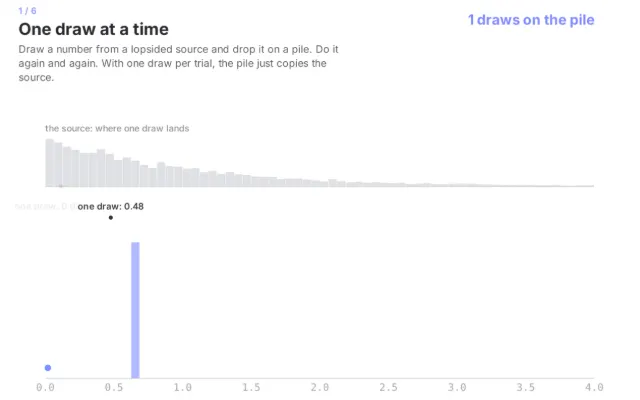 1 / 6
One draw at a time
1 draws on the pile
Draw a number from a lopsided source and drop it on a pile. Do it
again and again. With one draw per trial, the pile just copies the
source.
the source: where one draw lands
one draw: 0.48
0.0 0.5 1.0 1.5 2.0 2.5 3.0 3.5 4.0